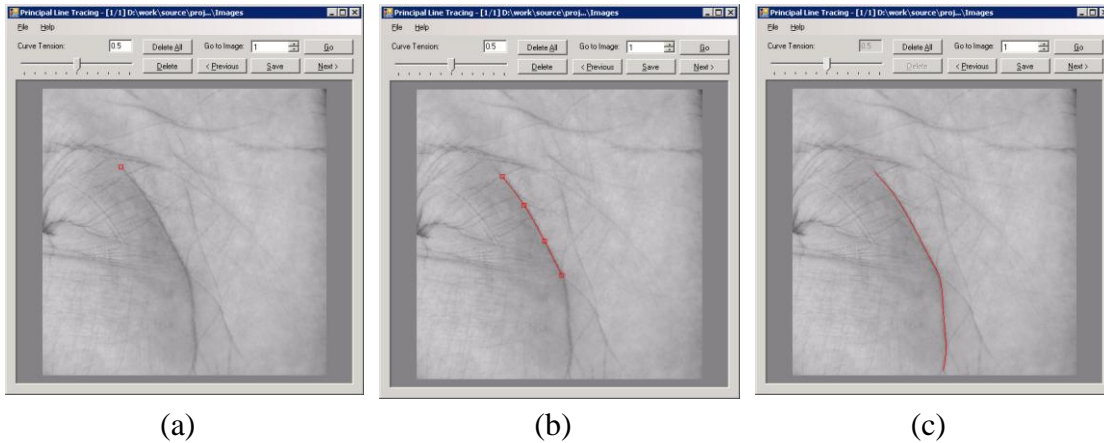 Principal Line Tracing - [1/1] D:\work\source\proj...\Images
File Help
Curve Tension: 0.5 Delete All Go to Image: 1 Go
Delete < Previous Save Next >
(a)
Principal Line Tracing - [1/1] D:\work\source\proj...\Images
File Help
Curve Tension: 0.5 Delete All Go to Image: 1 Go
Delete < Previous Save Next >
(b)
Principal Line Tracing - [1/1] D:\work\source\proj...\Images
File Help
Curve Tension: 0.5 Delete All Go to Image: 1 Go
Delete < Previous Save Next >
(c)